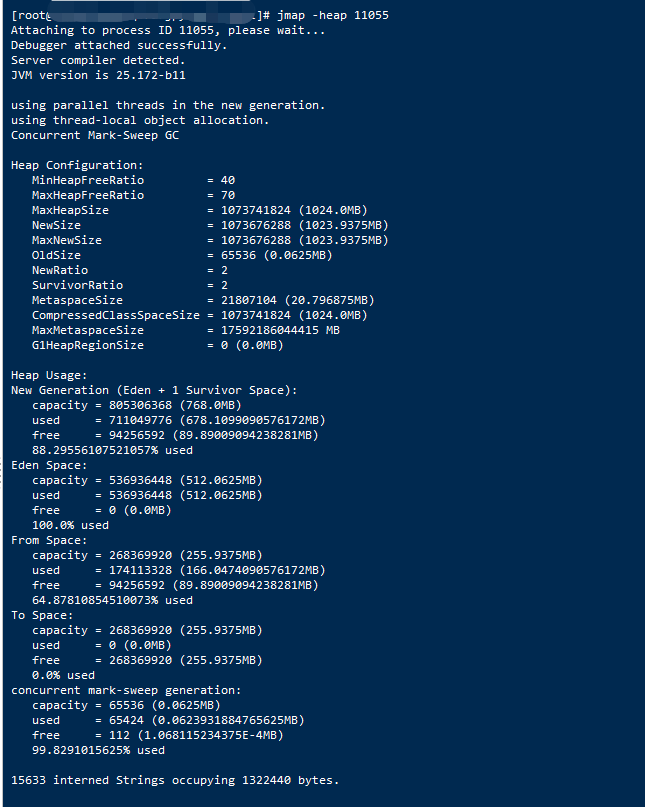 [root@ ]# jmap -heap 11055
Attaching to process ID 11055, please wait...
Debugger attached successfully.
Server compiler detected.
JVM version is 25.172-b11
using parallel threads in the new generation.
using thread-local object allocation.
Concurrent Mark-Sweep GC
Heap Configuration:
MinHeapFreeRatio = 40
MaxHeapFreeRatio = 70
MaxHeapSize = 1073741824 (1024.0MB)
NewSize = 1073676288 (1023.9375MB)
MaxNewSize = 1073676288 (1023.9375MB)
OldSize = 65536 (0.0625MB)
NewRatio = 2
SurvivorRatio = 2
MetaspaceSize = 21807104 (20.796875MB)
CompressedClassSpaceSize = 1073741824 (1024.0MB)
MaxMetaspaceSize = 17592186044415 MB
G1HeapRegionSize = 0 (0.0MB)
Heap Usage:
New Generation (Eden + 1 Survivor Space):
capacity = 805306368 (768.0MB)
used = 711049776 (678.1099090576172MB)
free = 94256592 (89.89009094238281MB)
88.29556107521057% used
Eden Space:
capacity = 536936448 (512.0625MB)
used = 536936448 (512.0625MB)
free = 0 (0.0MB)
100.0% used
From Space:
capacity = 268369920 (255.9375MB)
used = 174113328 (166.0474090576172MB)
free = 94256592 (89.89009094238281MB)
64.87810854510073% used
To Space:
capacity = 268369920 (255.9375MB)
used = 0 (0.0MB)
free = 268369920 (255.9375MB)
0.0% used
concurrent mark-sweep generation:
capacity = 65536 (0.0625MB)
used = 65424 (0.0623931884765625MB)
free = 112 (1.068115234375E-4MB)
99.8291015625% used
15633 interned Strings occupying 1322440 bytes.